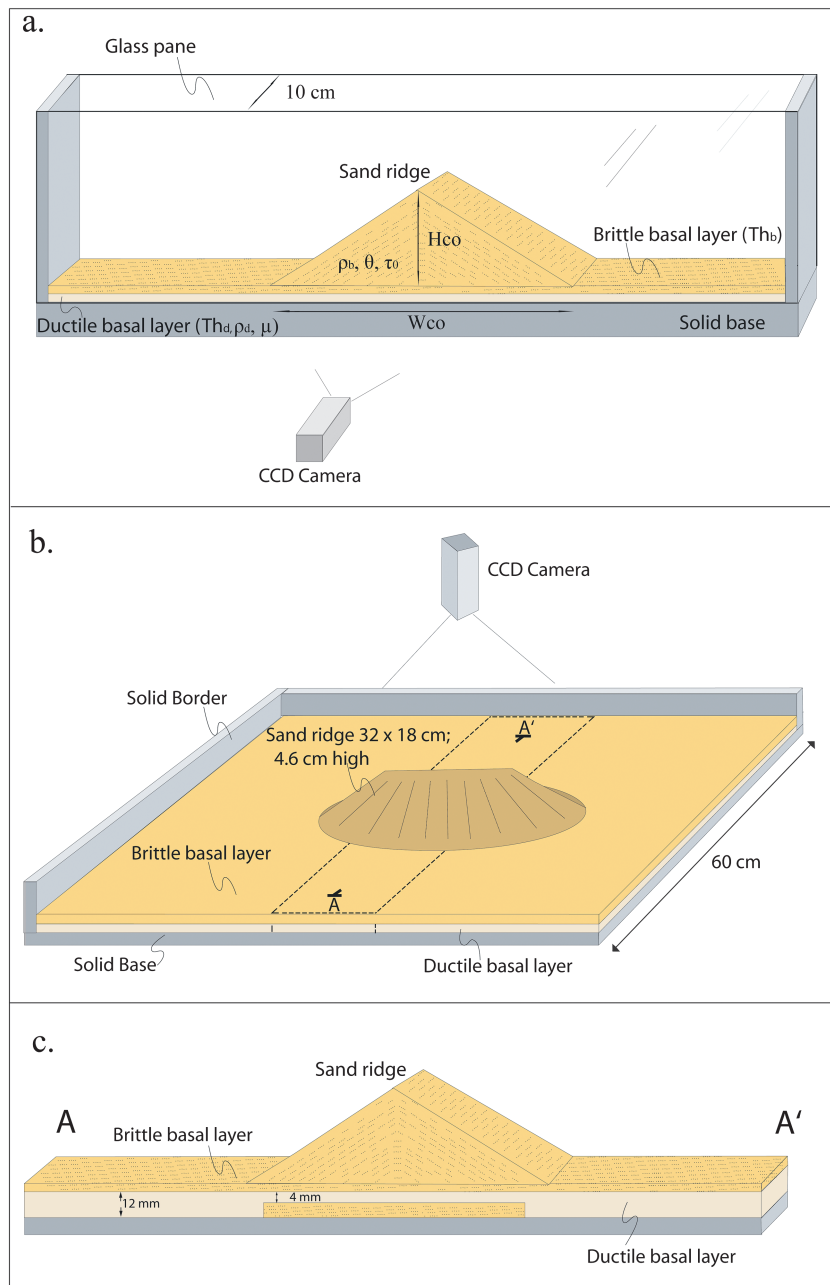 a.
Glass pane
10 cm
Sand ridge
Hco
Brittle basal layer (Thb)
ρb, θ, τ0
Ductile basal layer (Thd, ρd, μ)
Wco
Solid base
CCD Camera
b.
CCD Camera
Solid Border
A'
Sand ridge 32 x 18 cm;
4.6 cm high
Brittle basal layer
60 cm
A
Solid Base
Ductile basal layer
c.
Sand ridge
A
A'
Brittle basal layer
12 mm
4 mm
Ductile basal layer